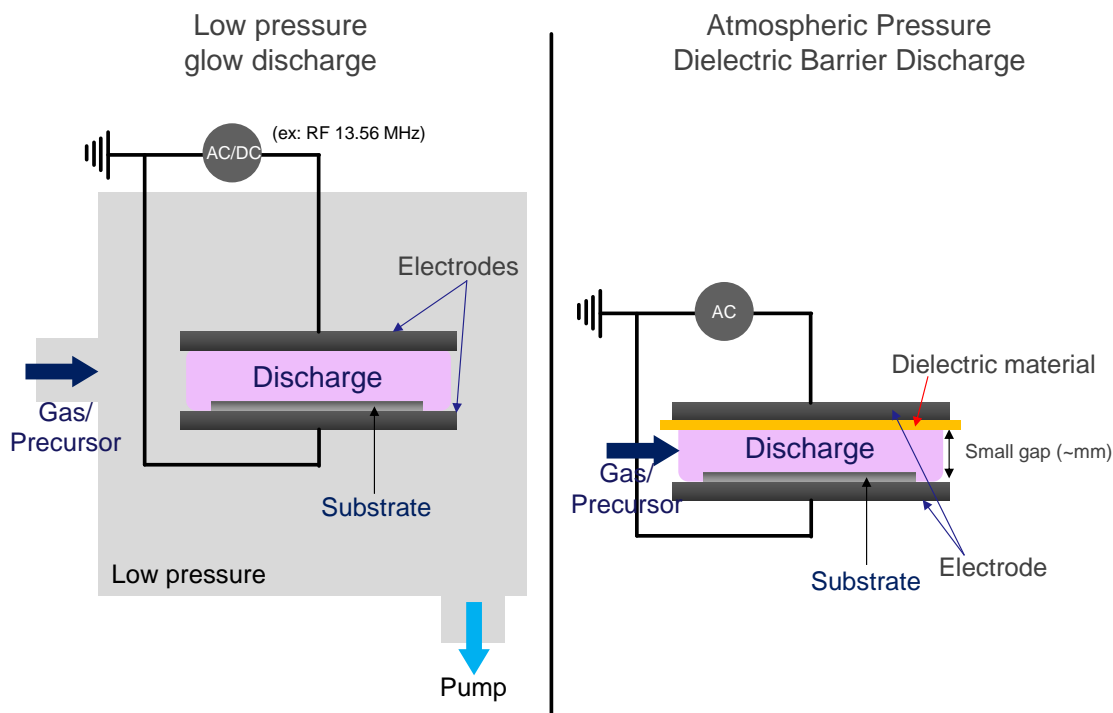 Low pressure
glow discharge
AC/DC
(ex: RF 13.56 MHz)
Electrodes
Discharge
Gas/
Precursor
Substrate
Low pressure
Pump
Atmospheric Pressure
Dielectric Barrier Discharge
AC
Dielectric material
Discharge
Small gap (~mm)
Gas/
Precursor
Electrode
Substrate